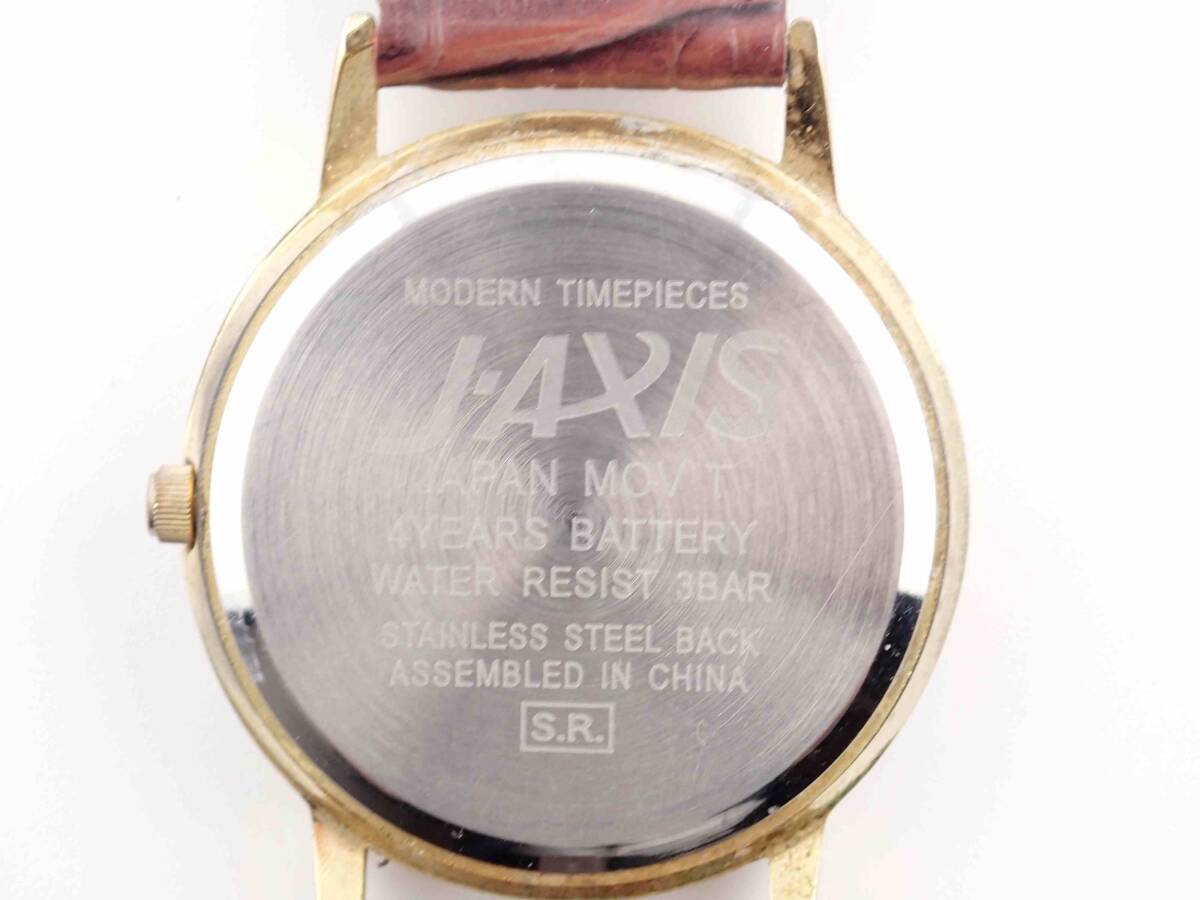 MODERN TIMEPIECES
J-AXIS
JAPAN MOV'T
4YEARS BATTERY
WATER RESIST 3BAR
STAINLESS STEEL BACK
ASSEMBLED IN CHINA
S.R.